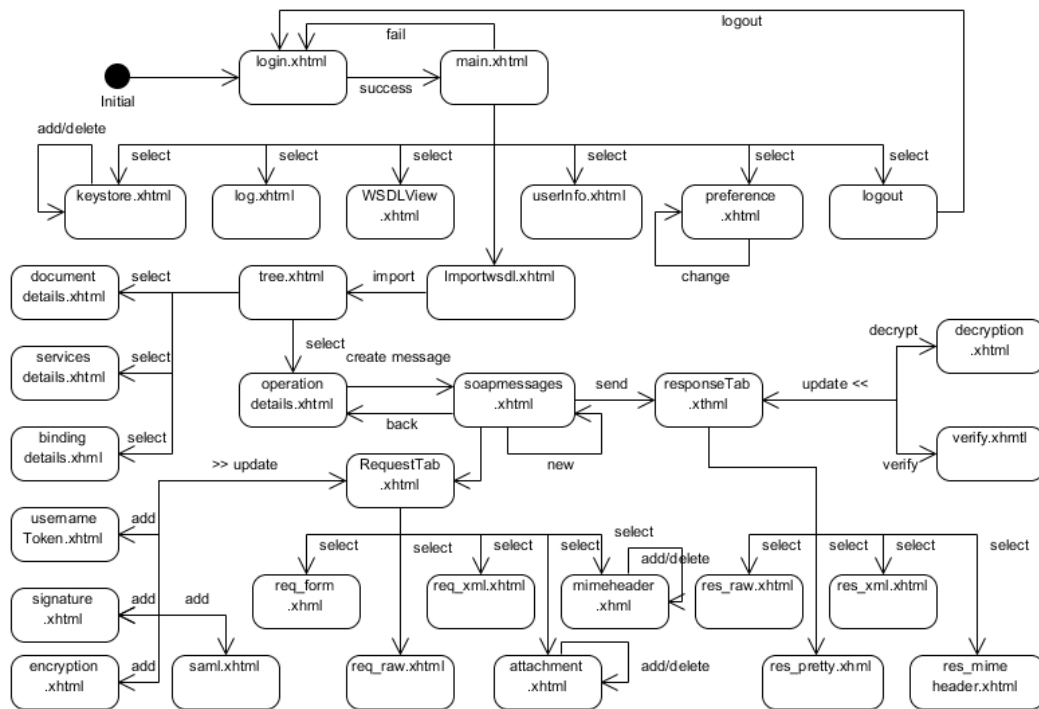 logout
fail
login.xhtml
main.xhtml
success
Initial
add/delete
select
select
select
select
select
select
keystore.xhtml
log.xhtml
WSDLView
.xhtml
userInfo.xhtml
preference
.xhtml
logout
change
document
details.xhtml
select
tree.xhtml
import
Importwsdl.xhtml
select
create message
decrypt
decryption
.xhtml
services
details.xhtml
select
operation
details.xhtml
soapmessages
.xhtml
send
responseTab
.xthml
update <<
back
new
binding
details.xhml
select
verify.xhmtl
verify
>> update
RequestTab
.xhtml
username
Token.xhtml
add
select
select
select
select
select
select
select
select
select
add/delete
req_form
.xhml
req_xml.xhtml
mimeheader
.xhml
res_raw.xhtml
res_xml.xhtml
signature
.xhtml
add
add
encryption
.xhtml
add
saml.xhtml
req_raw.xhtml
attachment
.xhtml
add/delete
res_pretty.xhml
res_mime
header.xhtml